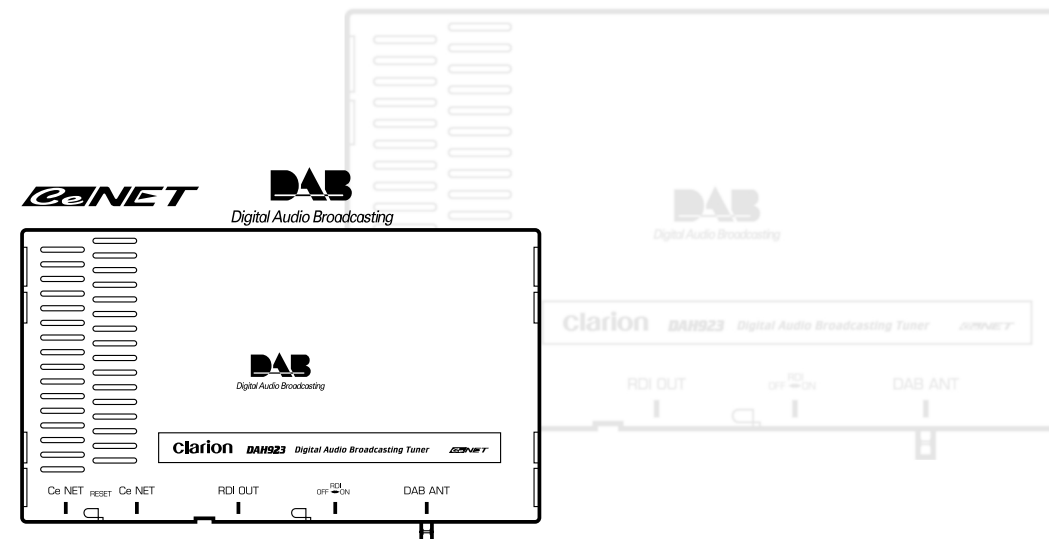 CeNET
DAB
Digital Audio Broadcasting
DAB
Digital Audio Broadcasting
clarion DAH923 Digital Audio Broadcasting Tuner CeNET
Ce NET RESET Ce NET RDI OUT RDI OFF ON DAB ANT
DAB
Digital Audio Broadcasting
clarion DAH923 Digital Audio Broadcasting Tuner CeNET
RDI OUT RDI OFF ON DAB ANT